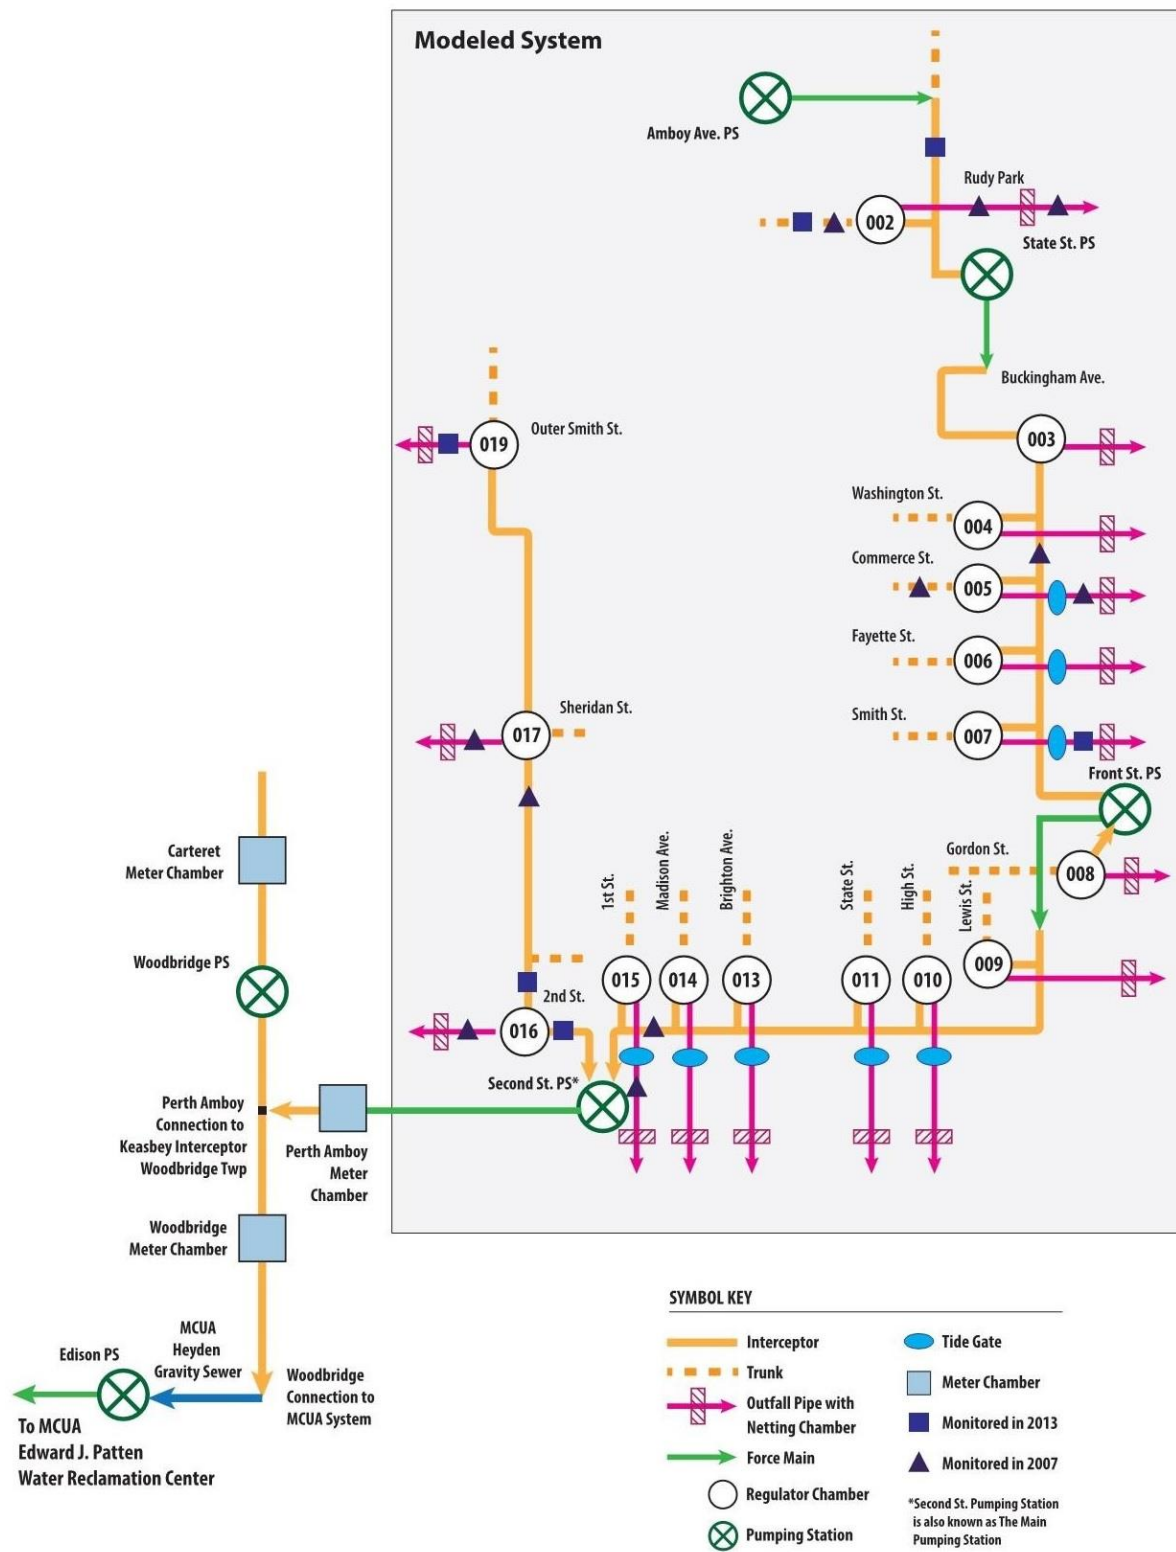 Modeled System
Amboy Ave. PS
Rudy Park
002
State St. PS
Buckingham Ave.
Outer Smith St.
019
003
Washington St.
004
Commerce St.
005
Fayette St.
006
Sheridan St.
017
Smith St.
007
Front St. PS
Carteret
Meter Chamber
Gordon St.
008
Lewis St.
1st St.
Madison Ave.
Brighton Ave.
State St.
High St.
Woodbridge PS
009
015
014
013
011
010
2nd St.
016
Second St. PS*
Perth Amboy
Connection to
Keasbey Interceptor
Woodbridge Twp
Perth Amboy
Meter
Chamber
Woodbridge
Meter Chamber
MCUA
Heyden
Gravity Sewer
Edison PS
Woodbridge
Connection to
MCUA System
To MCUA
Edward J. Patten
Water Reclamation Center
SYMBOL KEY
Interceptor
Trunk
Outfall Pipe with
Netting Chamber
Force Main
Regulator Chamber
Pumping Station
Tide Gate
Meter Chamber
Monitored in 2013
Monitored in 2007
*Second St. Pumping Station
is also known as The Main
Pumping Station